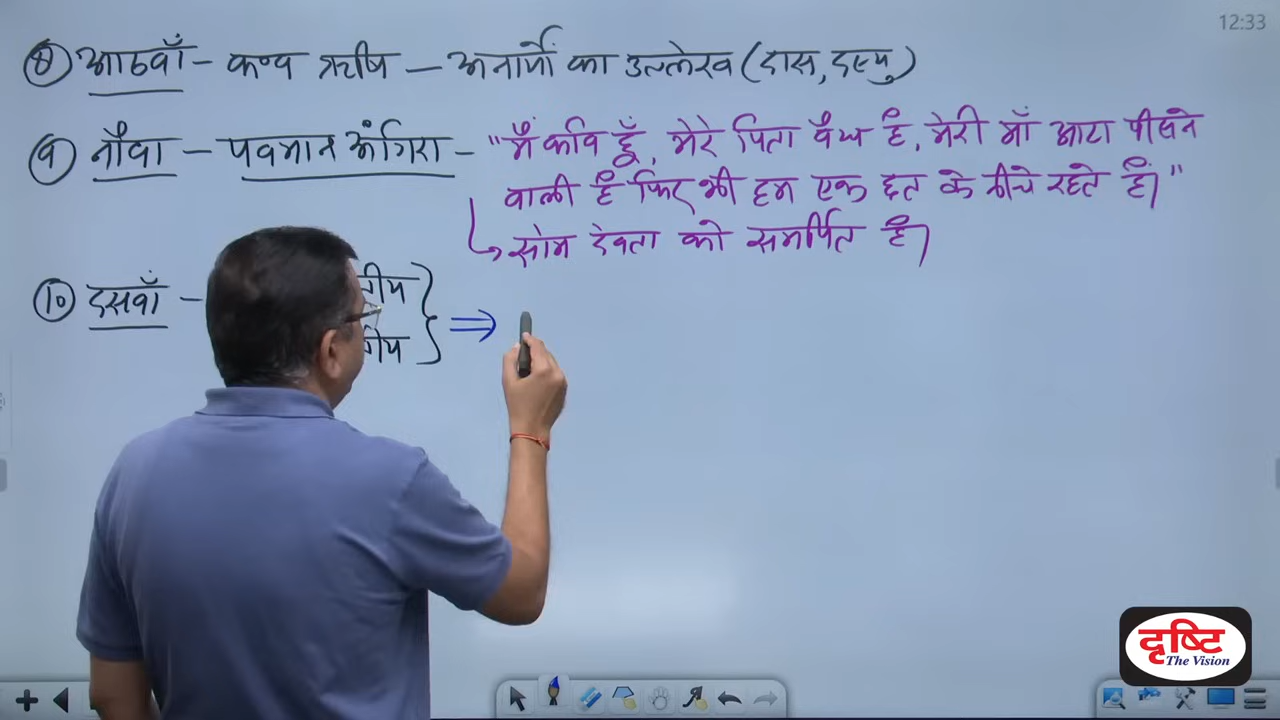 12:33
⑧ आठवाँ - कण्व ऋषि - अनार्यों का उल्लेख (दास, दस्यु)
⑨ नौवा - पवमान अंगिरा - "मैं कवि हूँ, मेरे पिता वैद्य हैं, मेरी माँ आटा पीसने
वाली हैं फिर भी हम एक छत के नीचे रहते हैं।"
सोम देवता को समर्पित है।
⑩ दसवाँ -
दृष्टि
The Vision